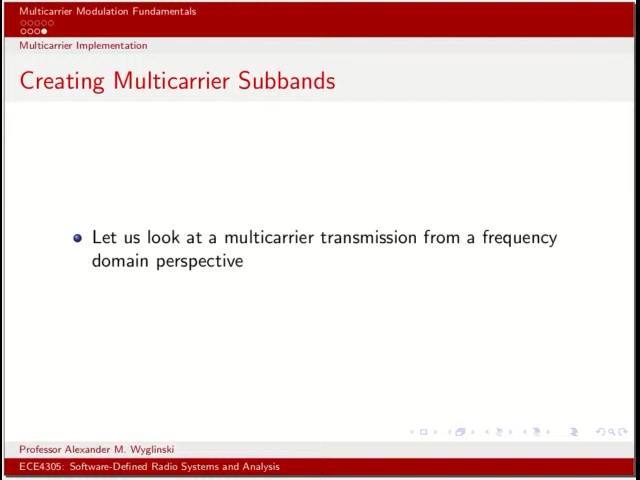 Multicarrier Modulation Fundamentals
Multicarrier Implementation
Creating Multicarrier Subbands
Let us look at a multicarrier transmission from a frequency
domain perspective
Professor Alexander M. Wyglinski
ECE4305: Software-Defined Radio Systems and Analysis